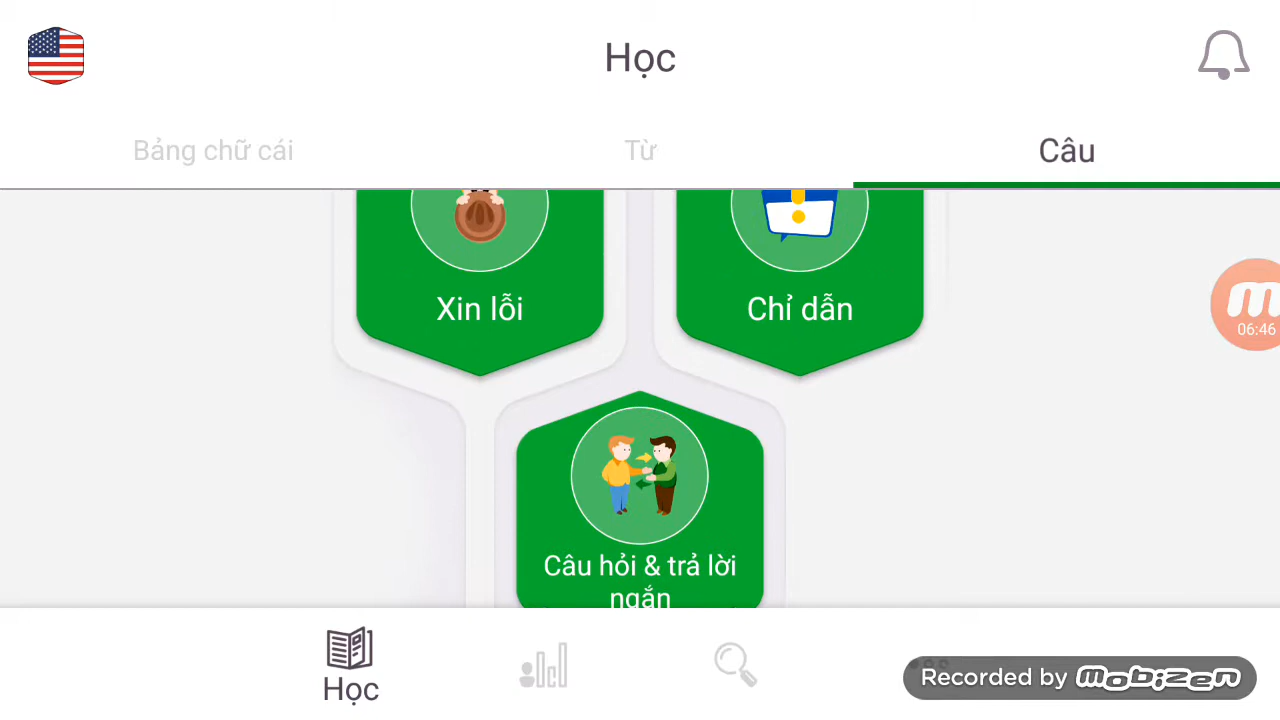 Học
Bảng chữ cái
Từ
Câu
Xin lỗi
Chỉ dẫn
06:46
Câu hỏi & trả lời
ngắn
Học
Recorded by mobizen